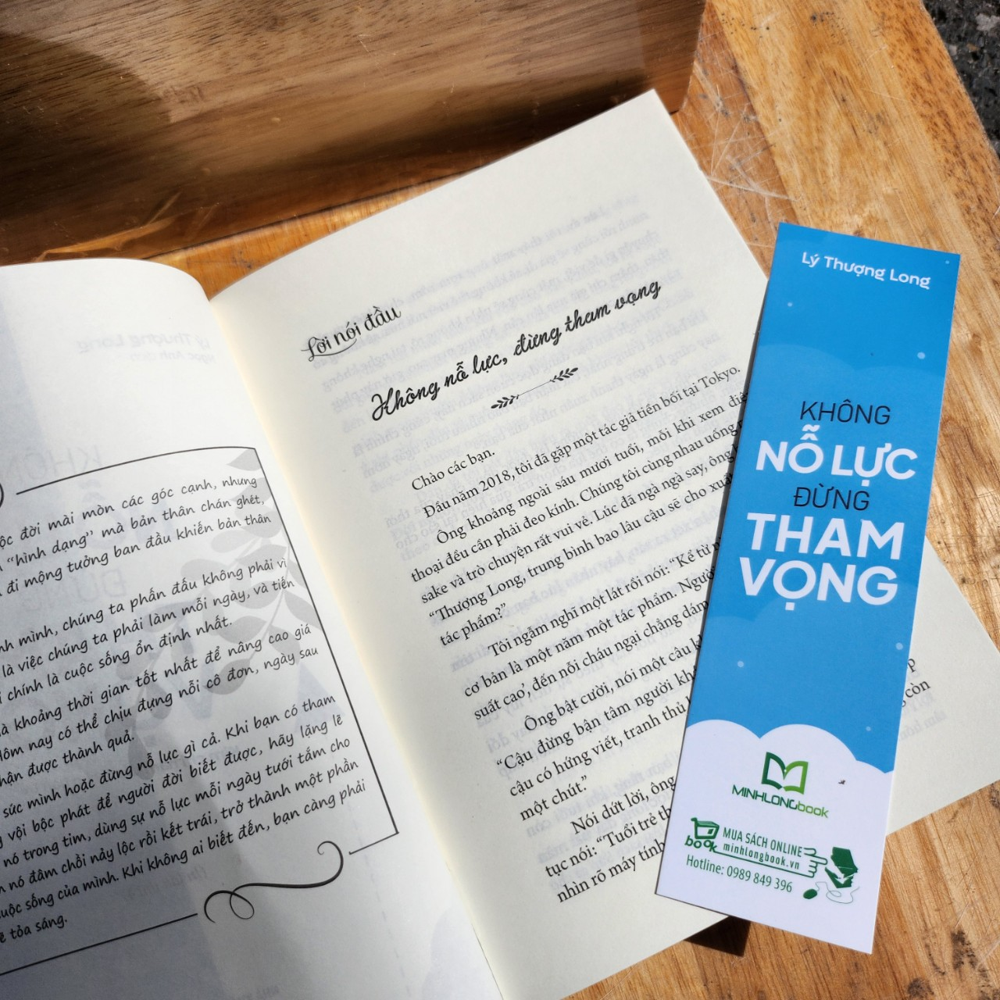 ộc đời mài mòn các góc cạnh, nhưng
“hình dạng” mà bản thân chán ghét,
đi mộng tưởng ban đầu khiến bản thân
nh mình, chúng ta phấn đấu không phải vì
là việc chúng ta phải làm mỗi ngày, và tiến
chính là cuộc sống ổn định nhất.
là khoảng thời gian tốt nhất để nâng cao giá
Hôm nay có thể chịu đựng nỗi cô đơn, ngày sau
hận được thành quả.
sức mình hoặc đừng nỗ lực gì cả. Khi bạn có tham
vội bộc phát để người đời biết được, hãy lặng lẽ
nó trong tim, dùng sự nỗ lực mỗi ngày tưới tắm cho
nó đâm chồi nảy lộc rồi kết trái, trở thành một phần
cuộc sống của mình. Khi không ai biết đến, bạn càng phải
tỏa sáng.
Lời nói đầu
Không nỗ lực, đừng tham vọng
Chào các bạn.
Đầu năm 2018, tôi đã gặp một tác giả tiền bối tại Tokyo.
Ông khoảng ngoài sáu mươi tuổi, mỗi khi xem điệ
thoại đều cần phải đeo kính. Chúng tôi cùng nhau uống
sake và trò chuyện rất vui vẻ. Lúc đã ngà ngà say, ông
“Thượng Long, trung bình bao lâu cậu sẽ cho xuấ
tác phẩm?”
Tôi ngẫm nghĩ một lát rồi nói: “Kể từ
cơ bản là một năm một tác phẩm. Người
suất cao’, đến nỗi cháu ngại chẳng dám
Ông bật cười, nói một câu
“Cậu đừng bận tâm người kh
cậu có hứng viết, tranh thủ
một chút.”
Nói dứt lời, ông
tục nói: “Tuổi trẻ th
nhìn rõ máy tính
còn
Lý Thượng Long
KHÔNG
NỖ LỰC
ĐỪNG
THAM
VỌNG
MINHLONGbook
book
MUA SÁCH ONLINE
minhlongbook.vn
Hotline: 0989 849 396